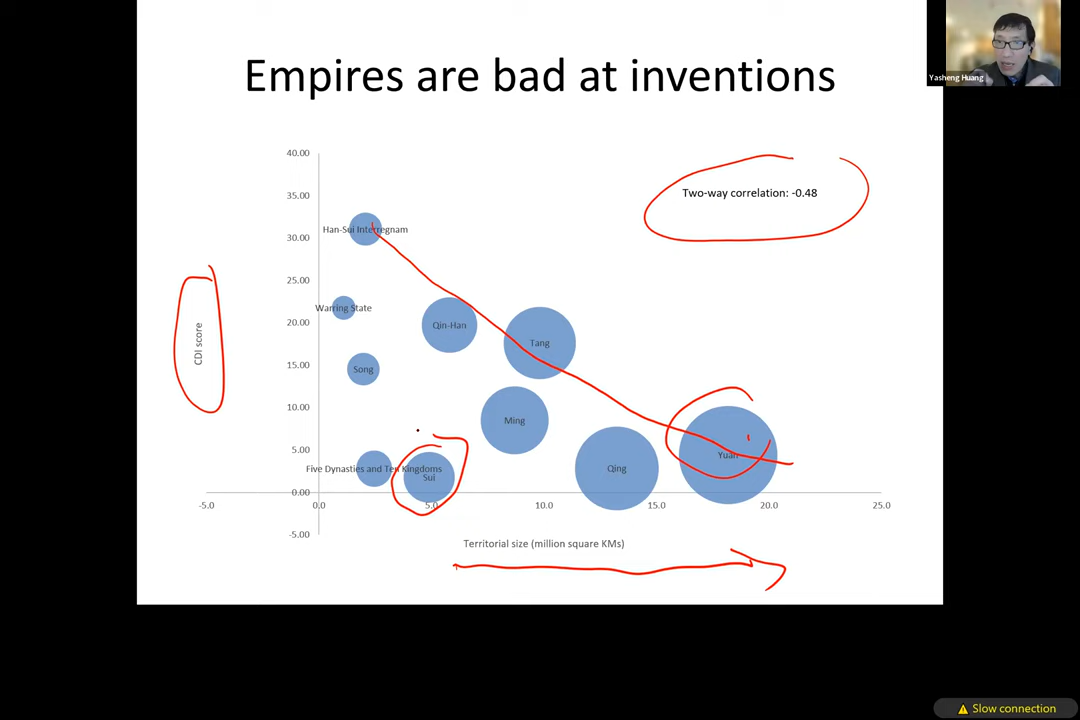 Empires are bad at inventions
Yasheng Huang
40.00
Two-way correlation: -0.48
35.00
30.00
Han-Sui Interregnam
25.00
Warring State
20.00
Qin-Han
Tang
CDI score
15.00
Song
10.00
Ming
5.00
Yuan
Five Dynasties and Ten Kingdoms
Qing
Sui
0.00
-5.0
0.0
5.0
10.0
15.0
20.0
25.0
-5.00
Territorial size (million square KMs)
Slow connection